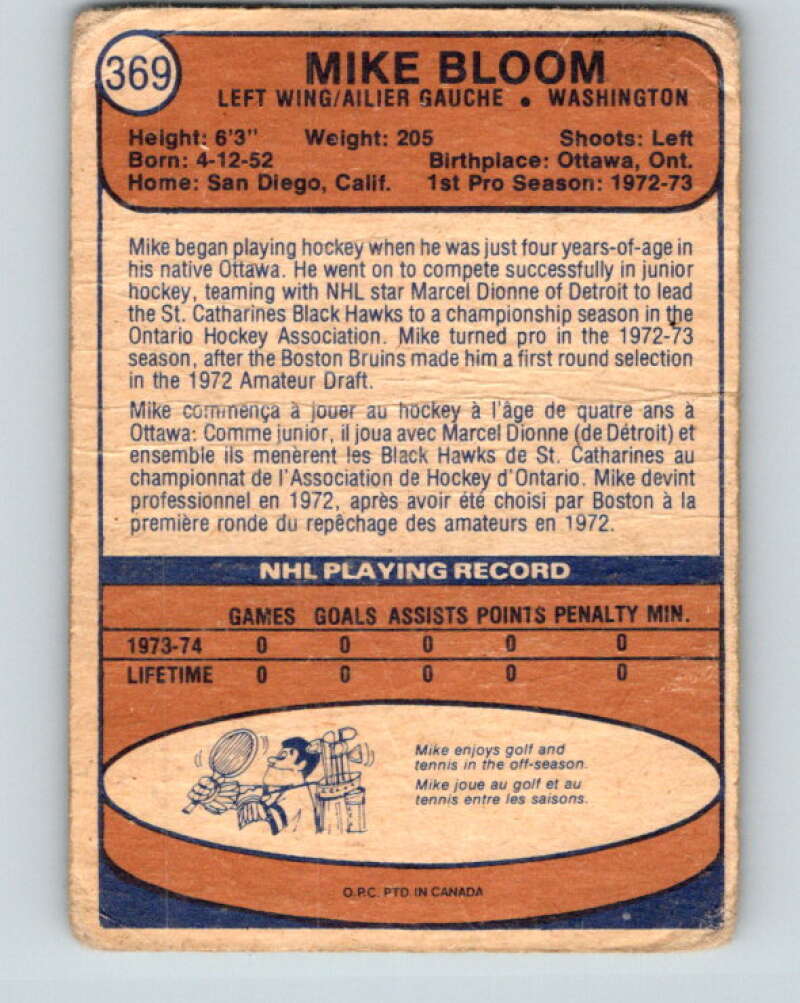 369
MIKE BLOOM
LEFT WING/AILIER GAUCHE • WASHINGTON
Height: 6'3" Weight: 205 Shoots: Left
Born: 4-12-52 Birthplace: Ottawa, Ont.
Home: San Diego, Calif. 1st Pro Season: 1972-73
Mike began playing hockey when he was just four years-of-age in
his native Ottawa. He went on to compete successfully in junior
hockey, teaming with NHL star Marcel Dionne of Detroit to lead
the St. Catharines Black Hawks to a championship season in the
Ontario Hockey Association. Mike turned pro in the 1972-73
season, after the Boston Bruins made him a first round selection
in the 1972 Amateur Draft.
Mike commença à jouer au hockey à l'âge de quatre ans à
Ottawa: Comme junior, il joua avec Marcel Dionne (de Détroit) et
ensemble ils menèrent les Black Hawks de St. Catharines au
championnat de l'Association de Hockey d'Ontario. Mike devint
professionnel en 1972, après avoir été choisi par Boston à la
première ronde du repêchage des amateurs en 1972.
NHL PLAYING RECORD
GAMES GOALS ASSISTS POINTS PENALTY MIN.
1973-74 0 0 0 0 0
LIFETIME 0 0 0 0 0
Mike enjoys golf and
tennis in the off-season.
Mike joue au golf et au
tennis entre les saisons.
O.P.C. PTD. IN CANADA